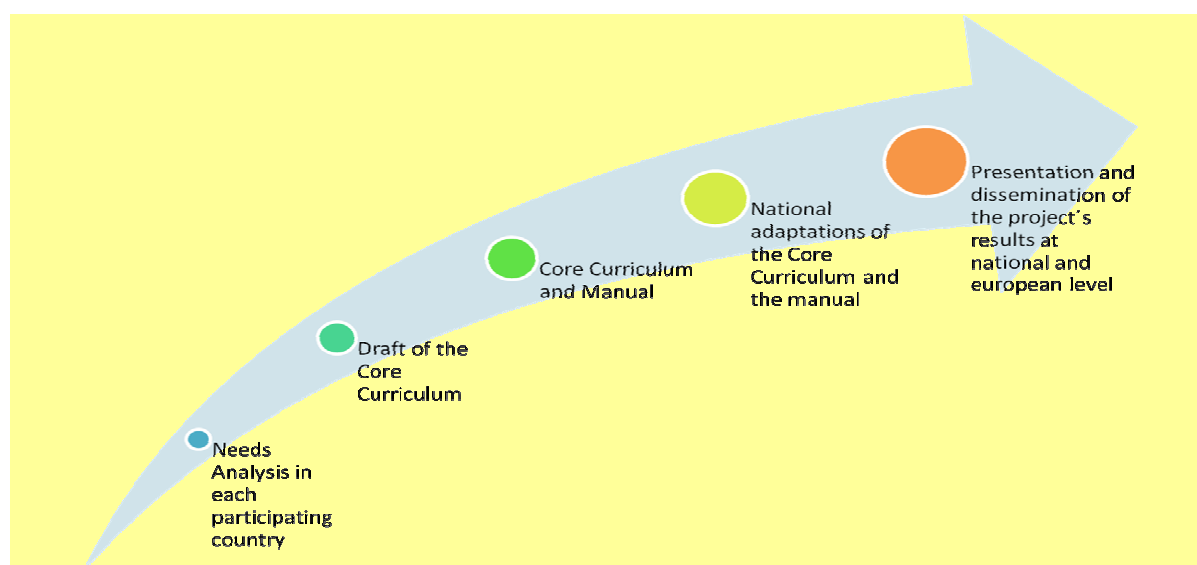 Needs
Analysis in
each
participating
country
Draft of the
Core
Curriculum
Core Curriculum
and Manual
National
adaptations of
the Core
Curriculum and
the manual
Presentation and
dissemination of
the project´s
results at
national and
european level